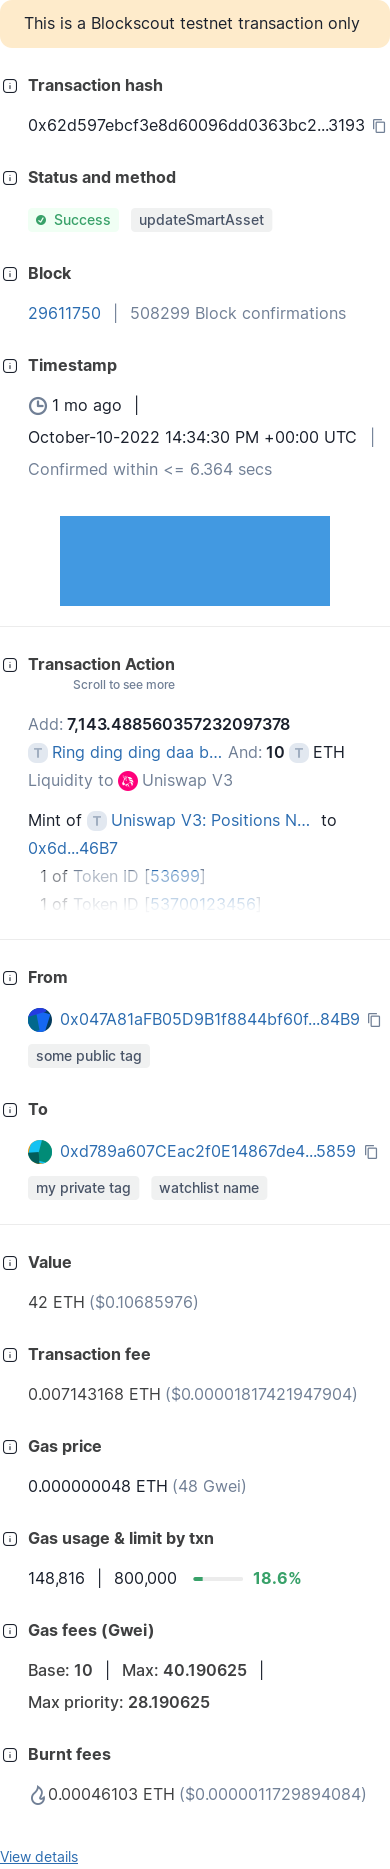 This is a Blockscout testnet transaction only
Transaction hash
0x62d597ebcf3e8d60096dd0363bc2...3193
Status and method
Success updateSmartAsset
Block
29611750 | 508299 Block confirmations
Timestamp
1 mo ago |
October-10-2022 14:34:30 PM +00:00 UTC |
Confirmed within <= 6.364 secs
Transaction Action
Scroll to see more
Add: 7,143.488560357232097378
T Ring ding ding daa b... And: 10 T ETH
Liquidity to Uniswap V3
Mint of T Uniswap V3: Positions N... to
0x6d...46B7
1 of Token ID [53699]
1 of Token ID [53700123456]
From
0x047A81aFB05D9B1f8844bf60f...84B9
some public tag
To
0xd789a607CEac2f0E14867de4...5859
my private tag watchlist name
Value
42 ETH ($0.10685976)
Transaction fee
0.007143168 ETH ($0.00001817421947904)
Gas price
0.000000048 ETH (48 Gwei)
Gas usage & limit by txn
148,816 | 800,000 18.6%
Gas fees (Gwei)
Base: 10 | Max: 40.190625 |
Max priority: 28.190625
Burnt fees
0.00046103 ETH ($0.0000011729894084)
View details